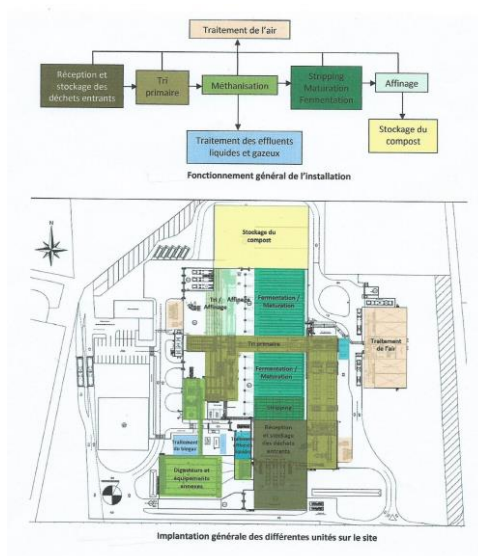 Traitement de l'air
Réception et
stockage des
déchets entrants
Tri
primaire
Méthanisation
Stripping
Maturation
Fermentation
Affinage
Traitement des effluents
liquides et gazeux
Stockage du
compost
Fonctionnement général de l'installation
Stockage du
compost
Tri /
Affinage
Affinage
Fermentation /
Maturation
Tri primaire
Traitement
de l'air
Fermentation /
Maturation
Stripping
Réception
et stockage
des déchets
entrants
Traitement
de biogaz
Digesteurs et
équipements
annexes
Implantation générale des différentes unités sur le site